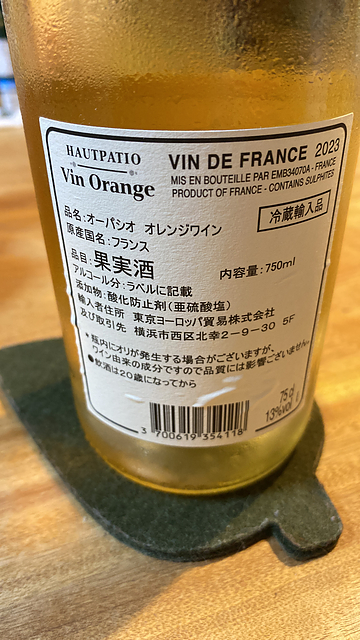 HAUTPATIO
Vin Orange
VIN DE FRANCE 2023
MIS EN BOUTEILLE PAR EMB34070A - FRANCE
PRODUCT OF FRANCE - CONTAINS SULPHITES
冷蔵輸入品
品名:オーパシオ オレンジワイン
原産国名:フランス
品目:果実酒
内容量:750ml
アルコール分:ラベルに記載
添加物:酸化防止剤(亜硫酸塩)
輸入者住所 東京ヨーロッパ貿易株式会社
及び取引先 横浜市西区北幸2-9-30 5F
*瓶内にオリが発生する場合がございますが、
ワイン由来の成分ですので品質には影響ございません。
●飲酒は20歳になってから
3 700619 354118
75 cl
13%vol